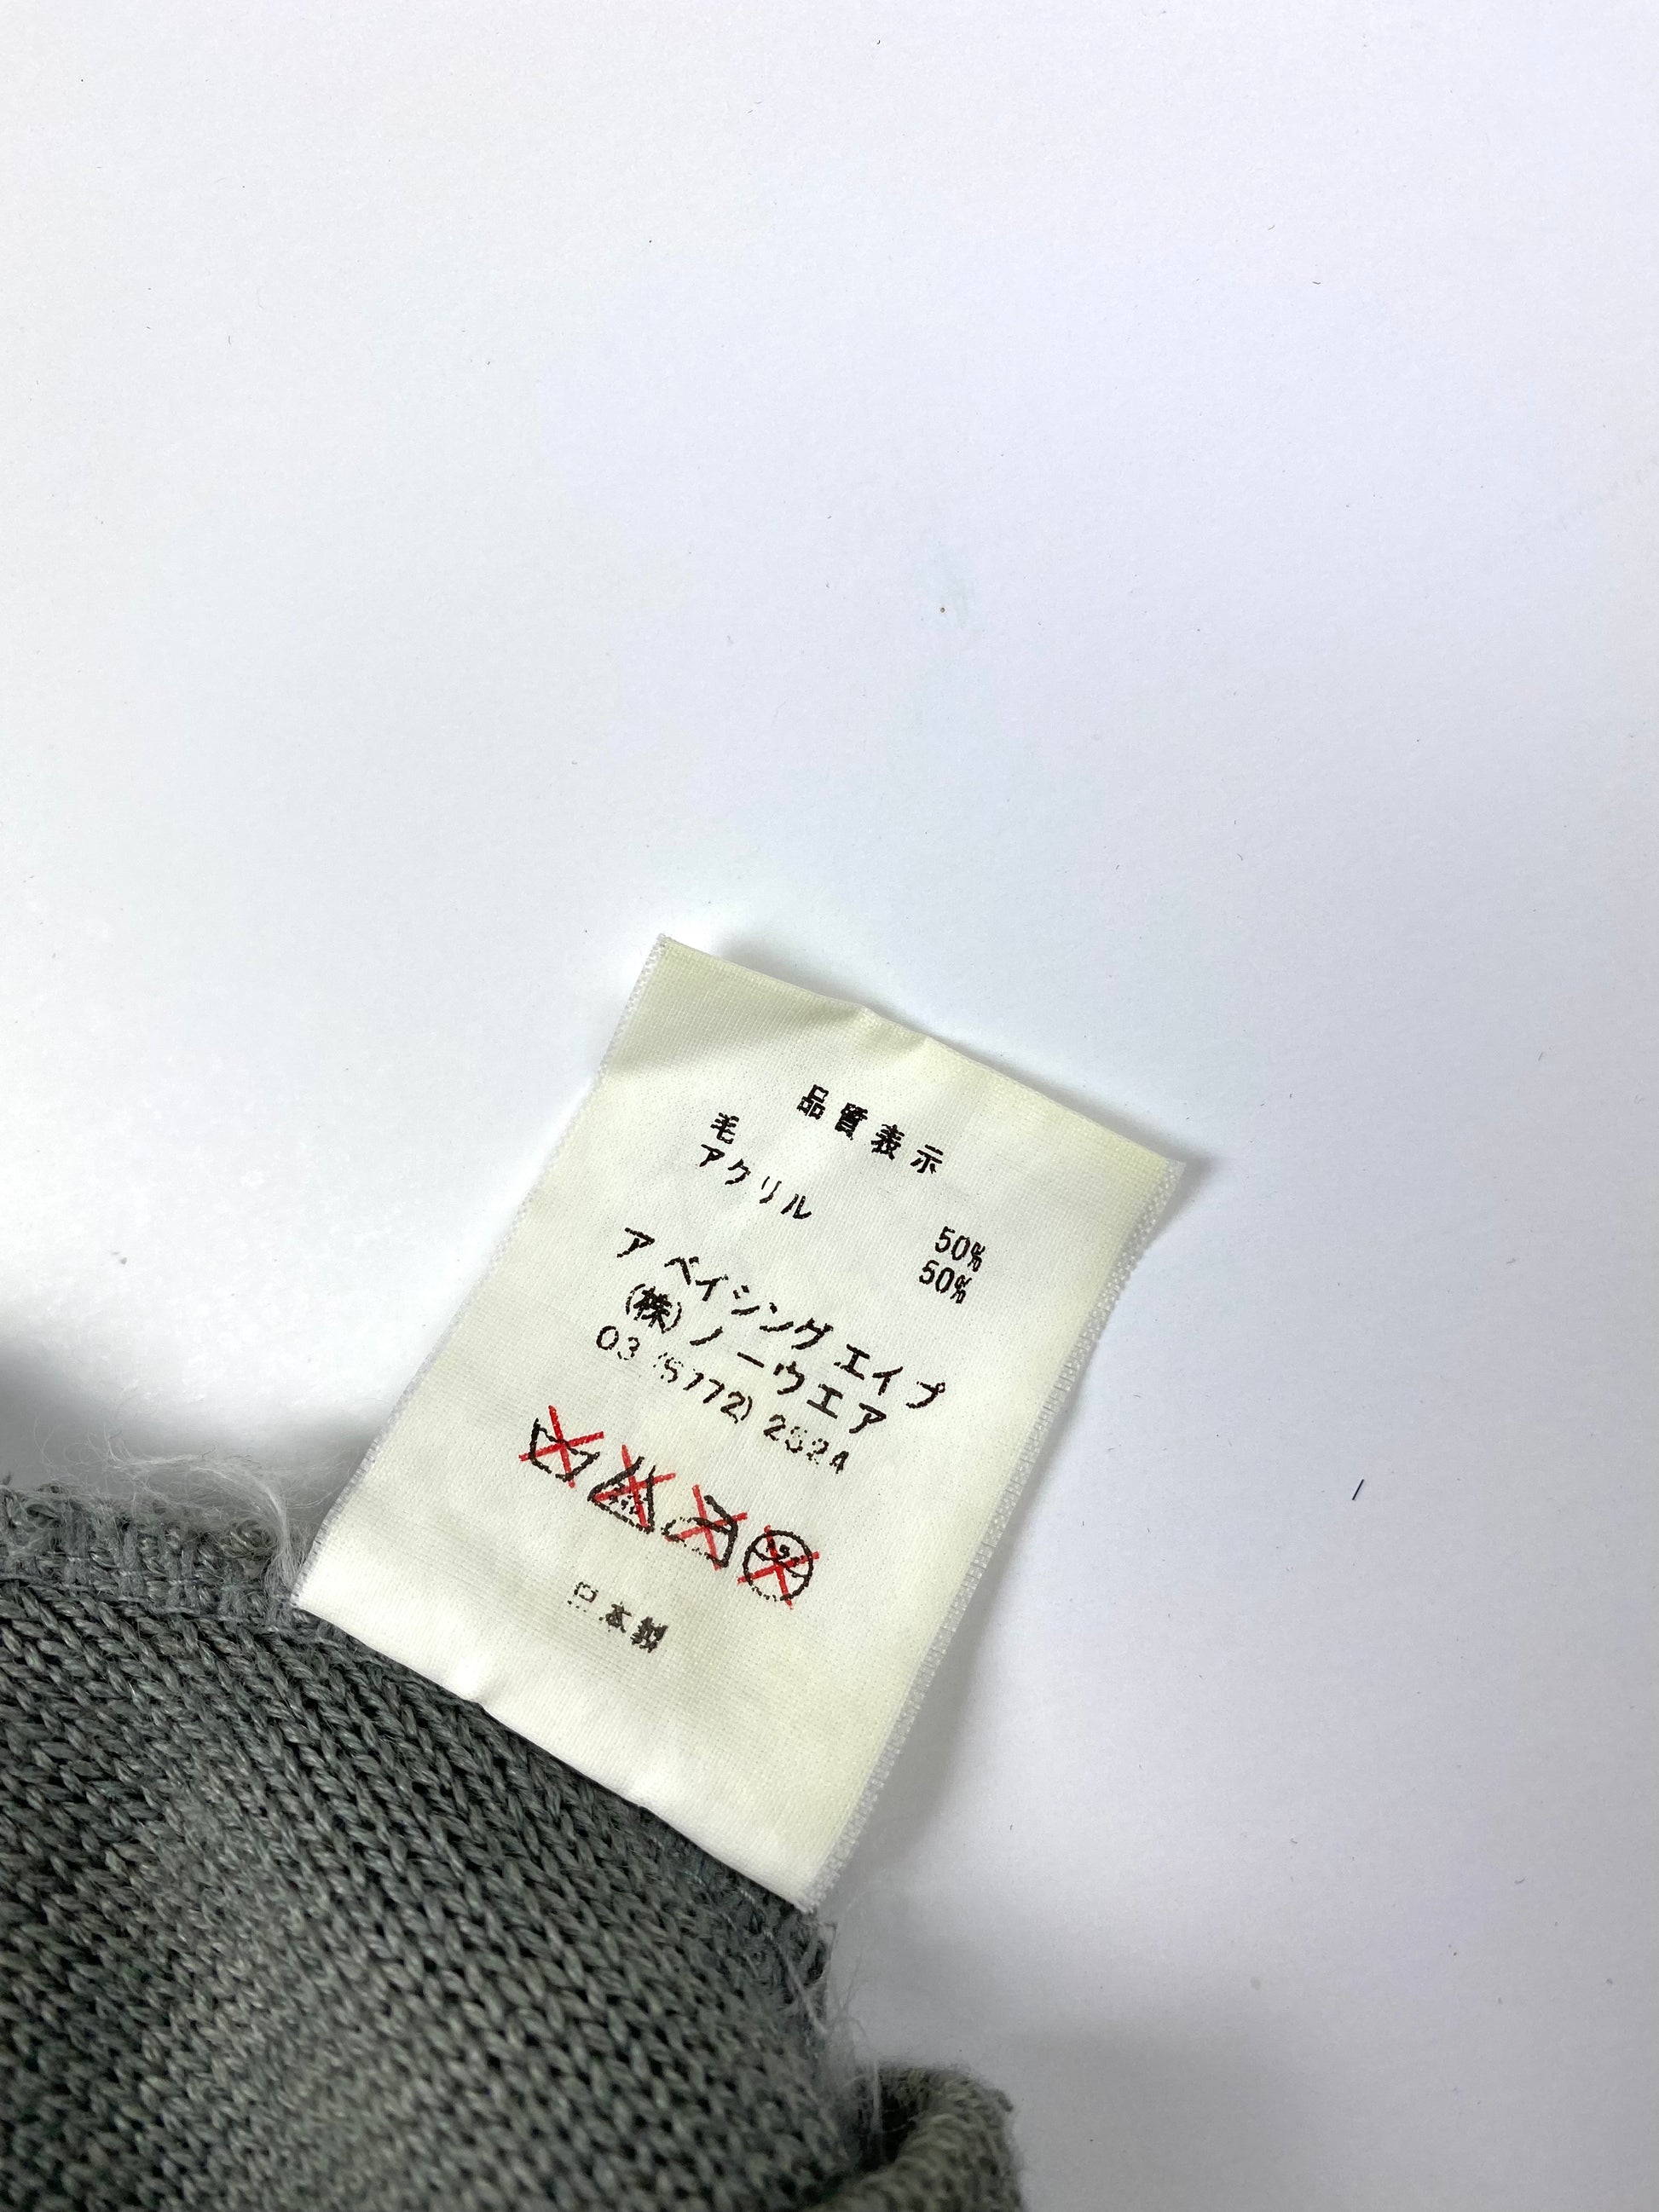 品質表示
毛 50%
アクリル 50%
ア ベイシング エイプ
(株)ノーウエア
03 (5772) 2524
日本製